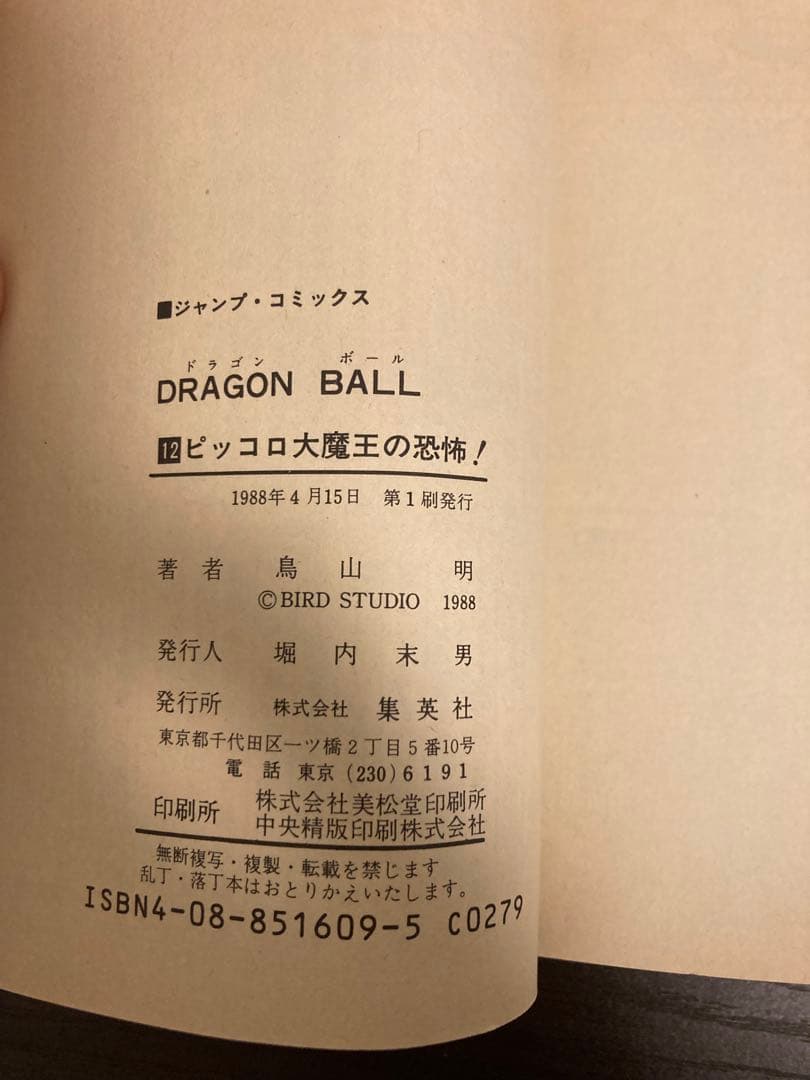 ■ジャンプ・コミックス
ドラゴン ボール
DRAGON BALL
12ピッコロ大魔王の恐怖！
1988年4月15日 第1刷発行
著者 鳥山 明
©BIRD STUDIO 1988
発行人 堀内末男
発行所 株式会社 集英社
東京都千代田区一ツ橋2丁目5番10号
電話 東京(230)6191
印刷所 株式会社美松堂印刷所
中央精版印刷株式会社
無断複写・複製・転載を禁じます
乱丁・落丁本はおとりかえいたします。
ISBN4-08-851609-5 C0279